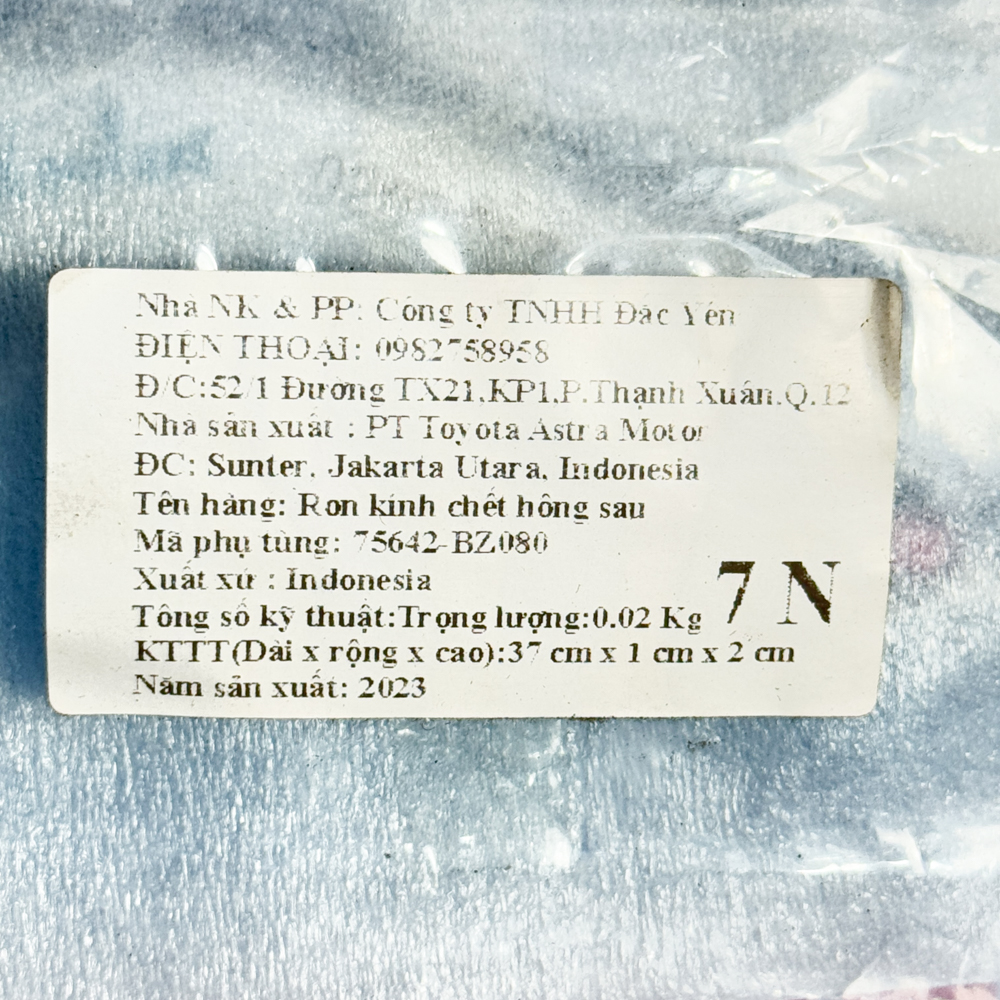 Nhà NK & PP: Công ty TNHH Đắc Yến
ĐIỆN THOẠI: 0982758958
Đ/C:52/1 Đường TX21,KP1,P.Thạnh Xuân,Q.12
Nhà sản xuất : PT Toyota Astra Motor
ĐC: Sunter, Jakarta Utara, Indonesia
Tên hàng: Ron kính chết hông sau
Mã phụ tùng: 75642-BZ080
Xuất xứ : Indonesia
7 N
Tông số kỹ thuật:Trọng lượng:0.02 Kg
KTTT(Dài x rộng x cao):37 cm x 1 cm x 2 cm
Năm sản xuất: 2023